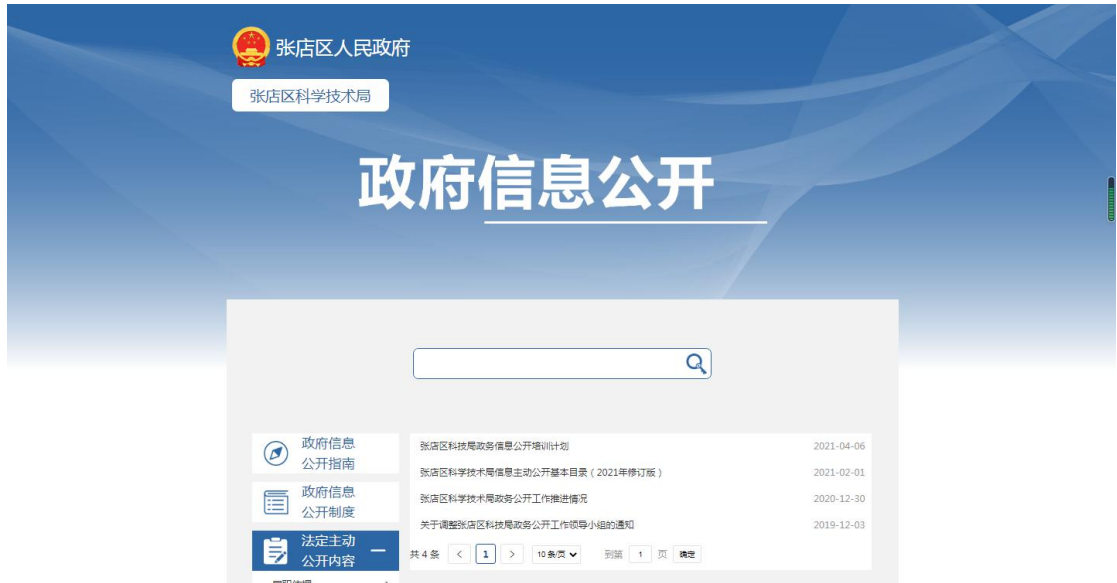 张店区人民政府
张店区科学技术局
政府信息公开
政府信息
公开指南
政府信息
公开制度
法定主动
公开内容
张店区科技局政务信息公开培训计划 2021-04-06
张店区科学技术局信息主动公开基本目录（2021年修订版） 2021-02-01
张店区科学技术局政务公开工作推进情况 2020-12-30
关于调整张店区科技局政务公开工作领导小组的通知 2019-12-03
共 4 条 < 1 > 10 条/页 到第 1 页 确定